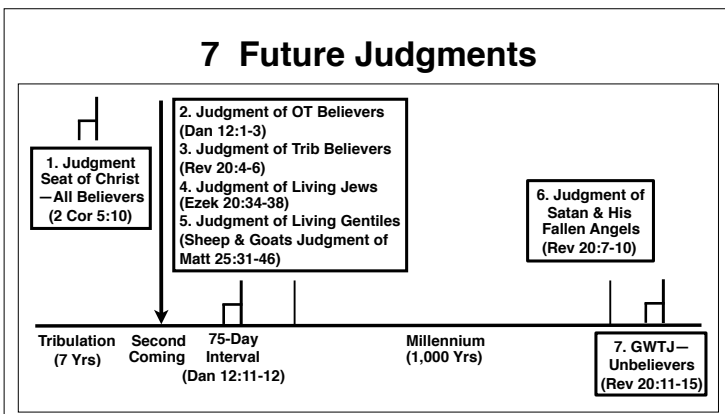 7 Future Judgments
1. Judgment
Seat of Christ
—All Believers
(2 Cor 5:10)
2. Judgment of OT Believers
(Dan 12:1-3)
3. Judgment of Trib Believers
(Rev 20:4-6)
4. Judgment of Living Jews
(Ezek 20:34-38)
5. Judgment of Living Gentiles
(Sheep & Goats Judgment of
Matt 25:31-46)
6. Judgment of
Satan & His
Fallen Angels
(Rev 20:7-10)
Tribulation
(7 Yrs)
Second
Coming
75-Day
Interval
(Dan 12:11-12)
Millennium
(1,000 Yrs)
7. GWTJ—
Unbelievers
(Rev 20:11-15)